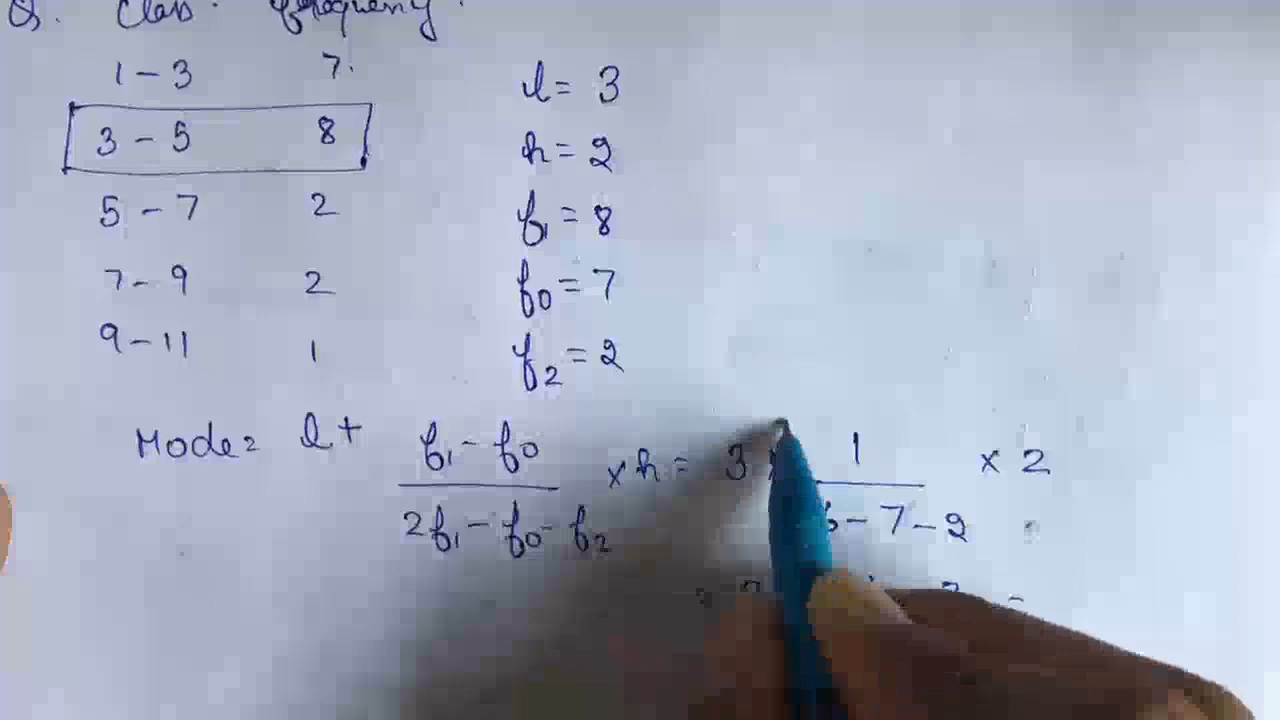 Q. Class. frequency.
1 - 3 7.
3 - 5 8
5 - 7 2
7 - 9 2
9 - 11 1
l = 3
h = 2
f₁ = 8
f₀ = 7
f₂ = 2
Mode = l + f₁ - f₀ × h = 3 1 × 2
2f₁ - f₀ - f₂ 6 - 7 - 2